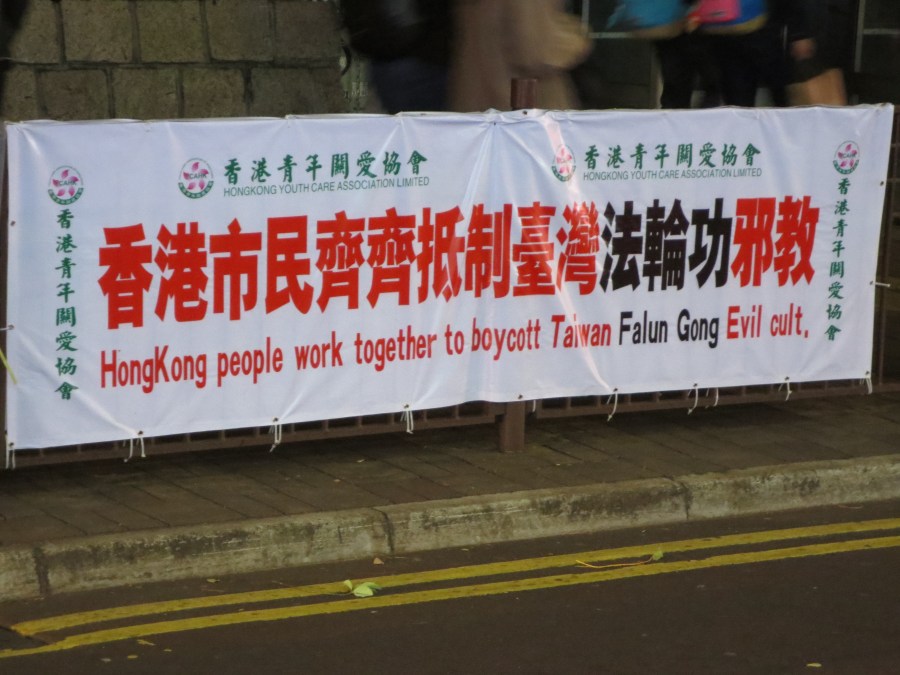 香港青年關愛協會
HONGKONG YOUTH CARE ASSOCIATION LIMITED
香港青年關愛協會
HONGKONG YOUTH CARE ASSOCIATION LIMITED
香港青年關愛協會
香港市民齊齊抵制臺灣法輪功邪教
HongKong people work together to boycott Taiwan Falun Gong Evil cult.
香港青年關愛協會